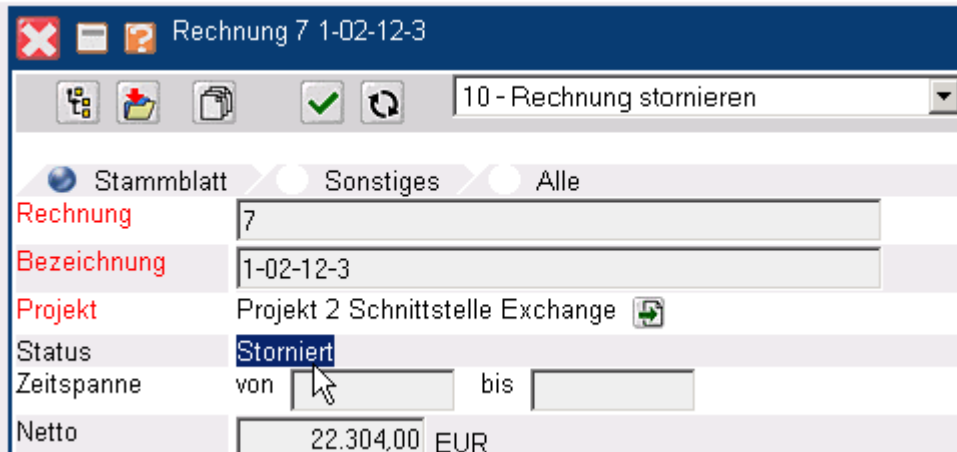 Rechnung 7 1-02-12-3
10 - Rechnung stornieren
Stammblatt Sonstiges Alle
Rechnung 7
Bezeichnung 1-02-12-3
Projekt Projekt 2 Schnittstelle Exchange
Status Storniert
Zeitspanne von bis
Netto 22.304,00 EUR